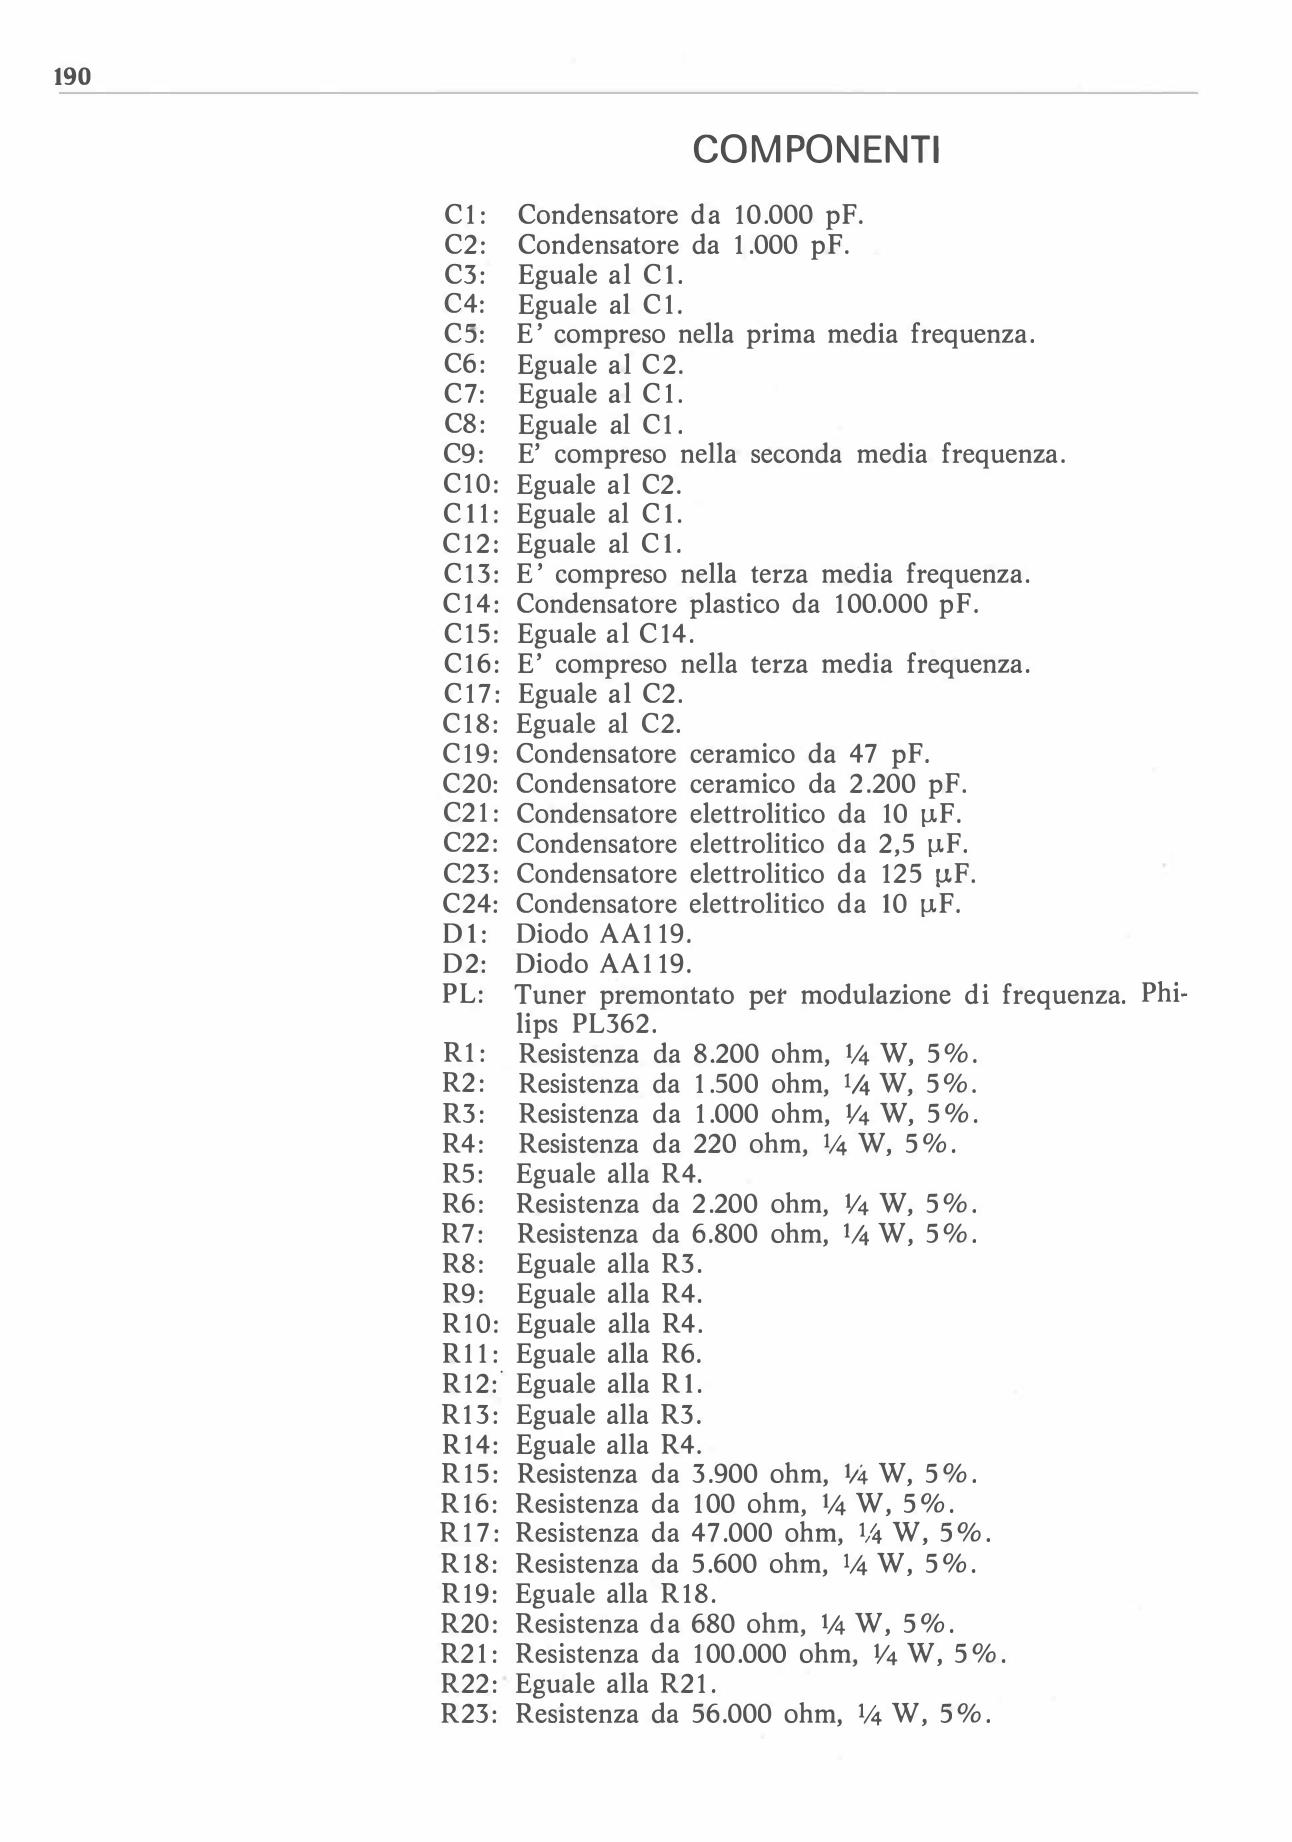 190
COMPONENTI
C1: Condensatore da 10.000 pF.
C2: Condensatore da 1.000 pF.
C3: Eguale al C1.
C4: Eguale al C1.
C5: E' compreso nella prima media frequenza.
C6: Eguale al C2.
C7: Eguale al C1.
C8: Eguale al C1.
C9: E' compreso nella seconda media frequenza.
C10: Eguale al C2.
C11: Eguale al C1.
C12: Eguale al C1.
C13: E' compreso nella terza media frequenza.
C14: Condensatore plastico da 100.000 pF.
C15: Eguale al C14.
C16: E' compreso nella terza media frequenza.
C17: Eguale al C2.
C18: Eguale al C2.
C19: Condensatore ceramico da 47 pF.
C20: Condensatore ceramico da 2.200 pF.
C21: Condensatore elettrolitico da 10 µF.
C22: Condensatore elettrolitico da 2,5 µF.
C23: Condensatore elettrolitico da 125 µF.
C24: Condensatore elettrolitico da 10 µF.
D1: Diodo AA119.
D2: Diodo AA119.
PL: Tuner premontato per modulazione di frequenza. Phi-
lips PL362.
R1: Resistenza da 8.200 ohm, ¼ W, 5%.
R2: Resistenza da 1.500 ohm, ¼ W, 5%.
R3: Resistenza da 1.000 ohm, ¼ W, 5%.
R4: Resistenza da 220 ohm, ¼ W, 5%.
R5: Eguale alla R4.
R6: Resistenza da 2.200 ohm, ¼ W, 5%.
R7: Resistenza da 6.800 ohm, ¼ W, 5%.
R8: Eguale alla R3.
R9: Eguale alla R4.
R10: Eguale alla R4.
R11: Eguale alla R6.
R12: Eguale alla R1.
R13: Eguale alla R3.
R14: Eguale alla R4.
R15: Resistenza da 3.900 ohm, ¼ W, 5%.
R16: Resistenza da 100 ohm, ¼ W, 5%.
R17: Resistenza da 47.000 ohm, ¼ W, 5%.
R18: Resistenza da 5.600 ohm, ¼ W, 5%.
R19: Eguale alla R18.
R20: Resistenza da 680 ohm, ¼ W, 5%.
R21: Resistenza da 100.000 ohm, ¼ W, 5%.
R22: Eguale alla R21.
R23: Resistenza da 56.000 ohm, ¼ W, 5%.